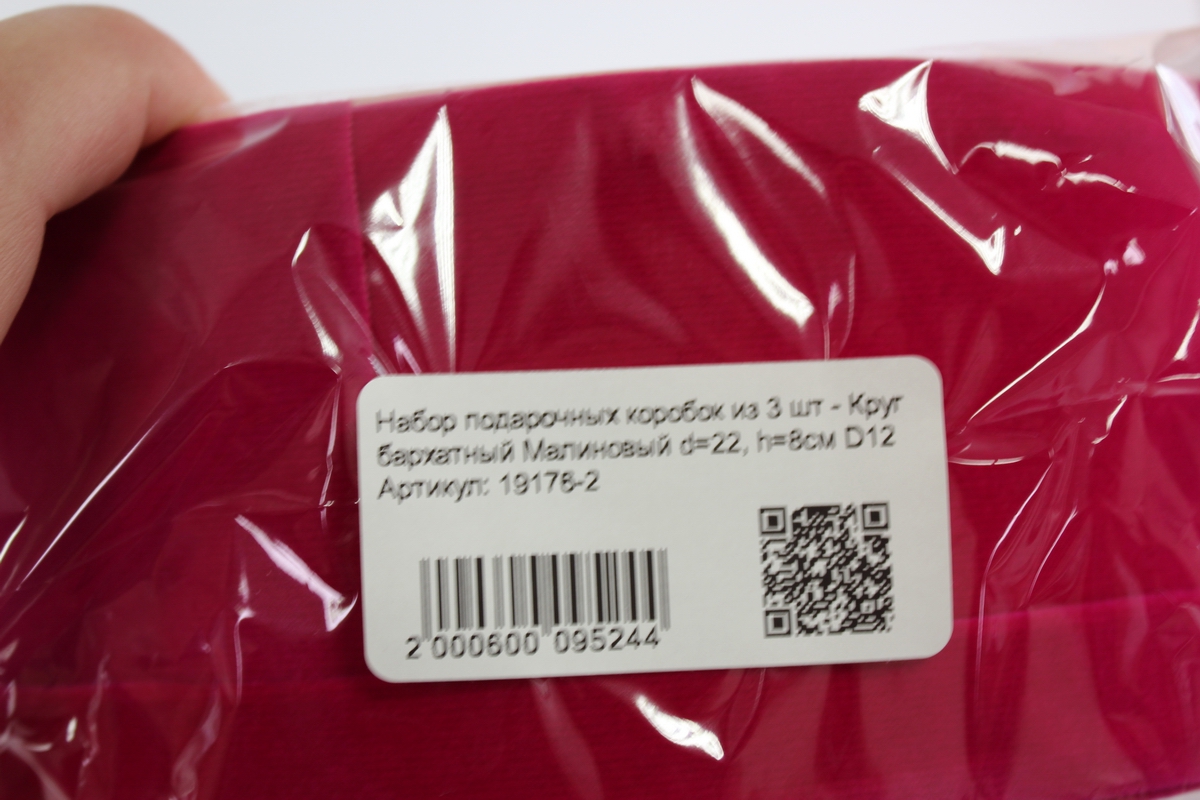 Набор подарочных коробок из 3 шт - Круг
бархатный Малиновый d=22, h=8см D12
Артикул: 19176-2
2 000600 095244